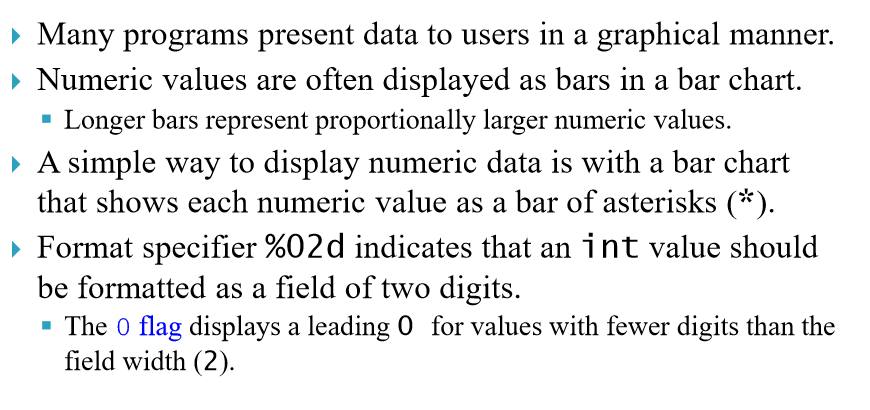 Many programs present data to users in a graphical manner.
Numeric values are often displayed as bars in a bar chart.
Longer bars represent proportionally larger numeric values.
A simple way to display numeric data is with a bar chart
that shows each numeric value as a bar of asterisks (*).
Format specifier %02d indicates that an int value should
be formatted as a field of two digits.
The 0 flag displays a leading 0 for values with fewer digits than the
field width (2).